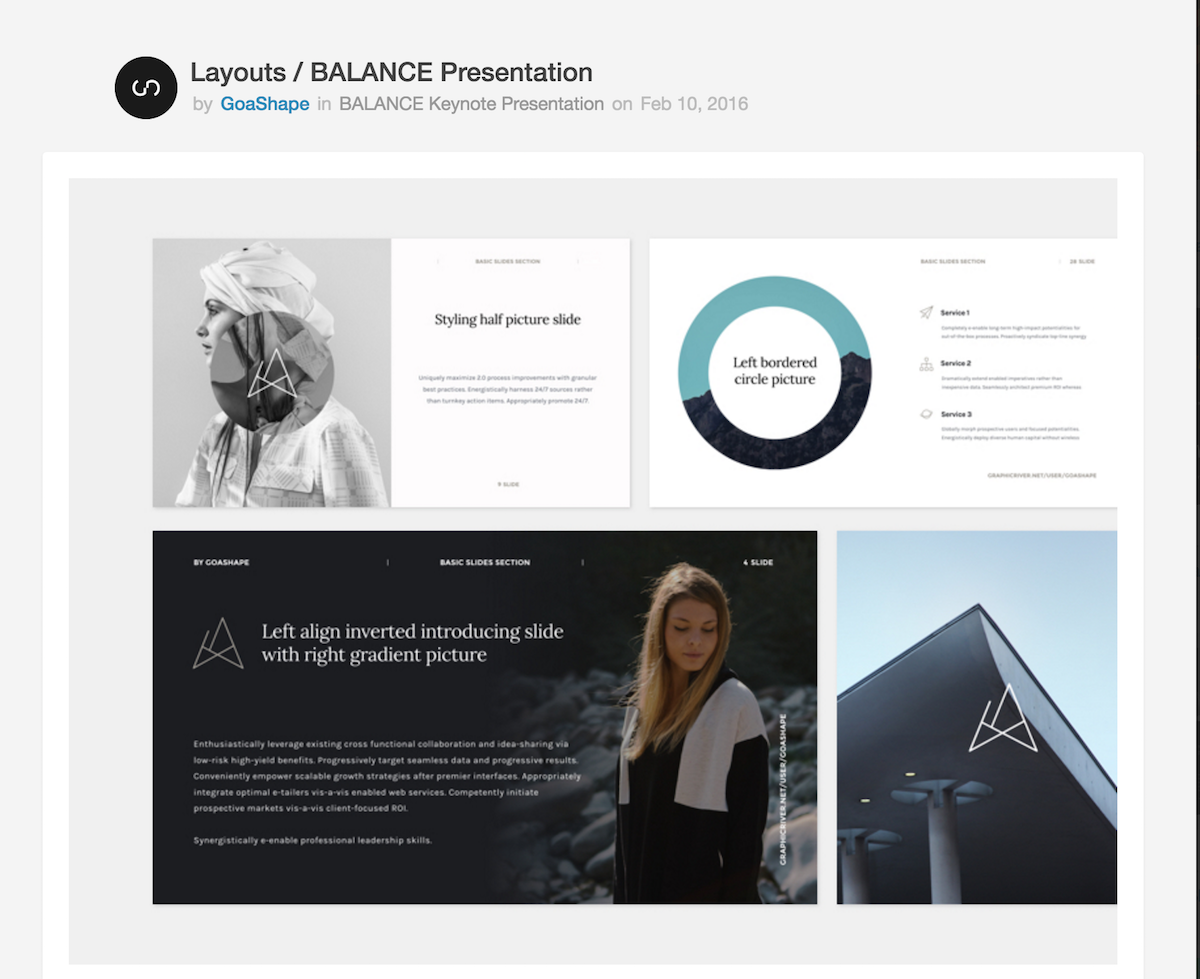 Layouts / BALANCE Presentation
by GoaShape in BALANCE Keynote Presentation on Feb 10, 2016
BASIC SLIDES SECTION
Styling half picture slide
Uniquely maximize 2.0 process improvements with granular
best practices. Energistically harness 24/7 sources rather
than turnkey action items. Appropriately promote 24/7.
9 SLIDE
BASIC SLIDES SECTION | 28 SLIDE
Left bordered
circle picture
Service 1
Completely e-enable long-term high-impact potentialities for
out-of-the-box processes. Proactively syndicate top-line synergy
Service 2
Dramatically extend enabled imperatives rather than
inexpensive data. Seamlessly architect premium ROI whereas
Service 3
Globally morph prospective users and focused potentialities.
Energistically deploy diverse human capital without wireless
GRAPHICRIVER.NET/USER/GOASHAPE
BY GOASHAPE | BASIC SLIDES SECTION | 4 SLIDE
Left align inverted introducing slide
with right gradient picture
Enthusiastically leverage existing cross functional collaboration and idea-sharing via
low-risk high-yield benefits. Progressively target seamless data and progressive results.
Conveniently empower scalable growth strategies after premier interfaces. Appropriately
integrate optimal e-tailers vis-a-vis enabled web services. Competently initiate
prospective markets vis-a-vis client-focused ROI.
Synergistically e-enable professional leadership skills.
GRAPHICRIVER.NET/USER/GOASHAPE